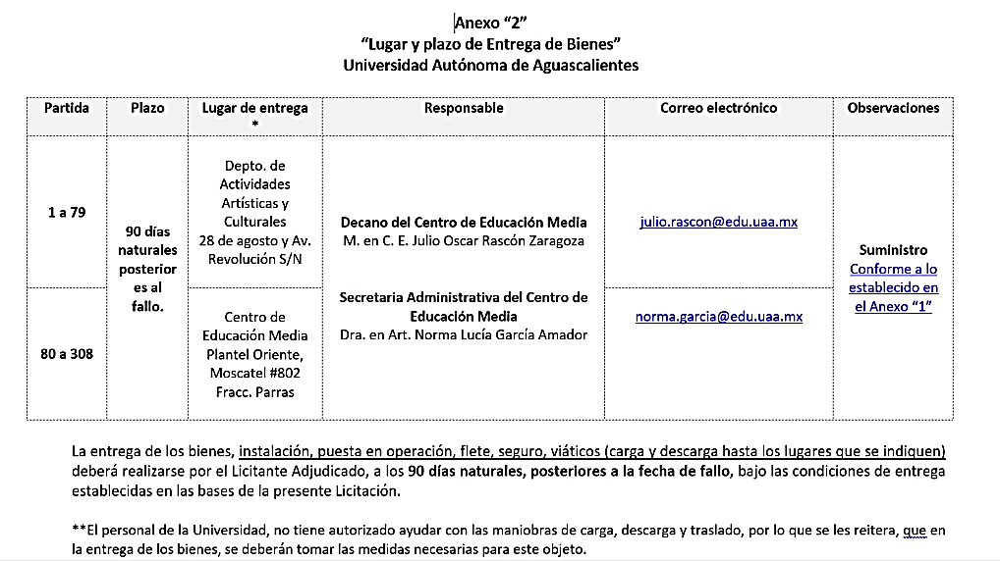 Anexo “2”
“Lugar y plazo de Entrega de Bienes”
Universidad Autónoma de Aguascalientes
Partida
Plazo
Lugar de entrega
*
Responsable
Correo electrónico
Observaciones
1 a 79
90 días
naturales
posterior
es al
fallo.
Depto. de
Actividades
Artísticas y
Culturales
28 de agosto y Av.
Revolución S/N
Decano del Centro de Educación Media
M. en C. E. Julio Oscar Rascón Zaragoza
julio.rascon@edu.uaa.mx
Suministro
Conforme a lo
establecido en
el Anexo “1”
80 a 308
Centro de
Educación Media
Plantel Oriente,
Moscatel #802
Fracc. Parras
Secretaria Administrativa del Centro de
Educación Media
Dra. en Art. Norma Lucía García Amador
norma.garcia@edu.uaa.mx
La entrega de los bienes, instalación, puesta en operación, flete, seguro, viáticos (carga y descarga hasta los lugares que se indiquen)
deberá realizarse por el Licitante Adjudicado, a los 90 días naturales, posteriores a la fecha de fallo, bajo las condiciones de entrega
establecidas en las bases de la presente Licitación.
**El personal de la Universidad, no tiene autorizado ayudar con las maniobras de carga, descarga y traslado, por lo que se les reitera, que en
la entrega de los bienes, se deberán tomar las medidas necesarias para este objeto.